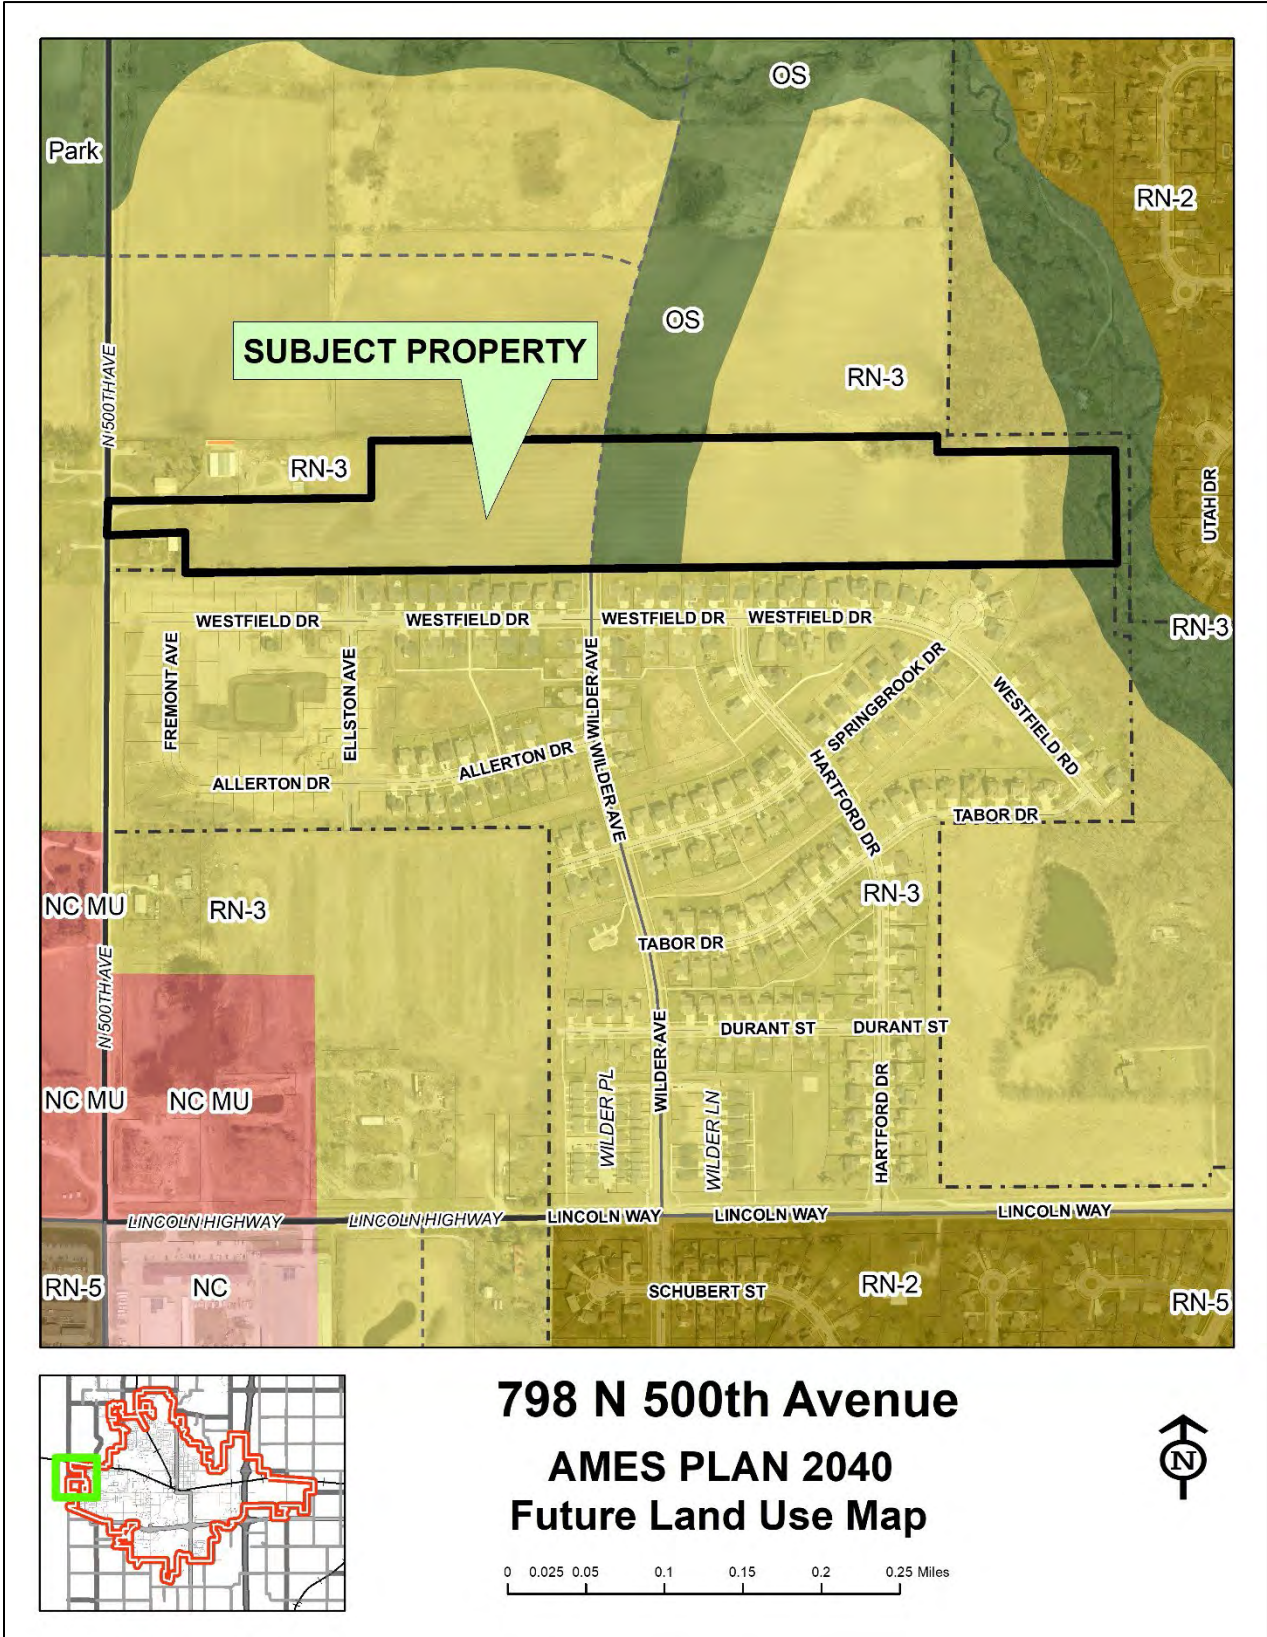 OS
Park
RN-2
OS
SUBJECT PROPERTY
N 500TH AVE
RN-3
RN-3
UTAH DR
WESTFIELD DR
WESTFIELD DR
WESTFIELD DR
WESTFIELD DR
RN-3
FREMONT AVE
ELLSTON AVE
WILDER AVE
SPRINGBROOK DR
WESTFIELD RD
ALLERTON DR
ALLERTON DR
WILDER AVE
HARTFORD DR
TABOR DR
NC MU
RN-3
RN-3
TABOR DR
N 500TH AVE
DURANT ST
DURANT ST
WILDER AVE
NC MU
NC MU
WILDER PL
WILDER LN
HARTFORD DR
LINCOLN HIGHWAY
LINCOLN HIGHWAY
LINCOLN WAY
LINCOLN WAY
LINCOLN WAY
RN-5
NC
SCHUBERT ST
RN-2
RN-5
798 N 500th Avenue
AMES PLAN 2040
Future Land Use Map
N
0 0.025 0.05 0.1 0.15 0.2 0.25 Miles